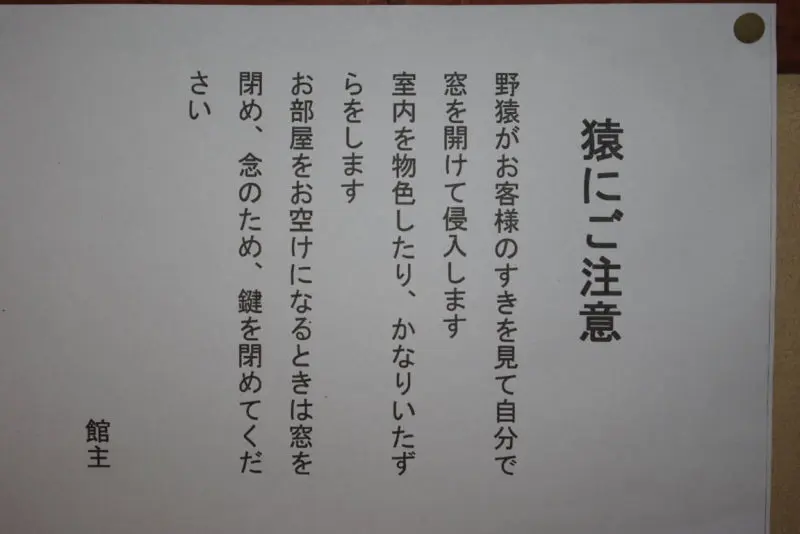 猿にご注意
野猿がお客様のすきを見て自分で
窓を開けて侵入します
室内を物色したり、かなりいたず
らをします
お部屋をお空けになるときは窓を
閉め、念のため、鍵を閉めてくだ
さい
館主